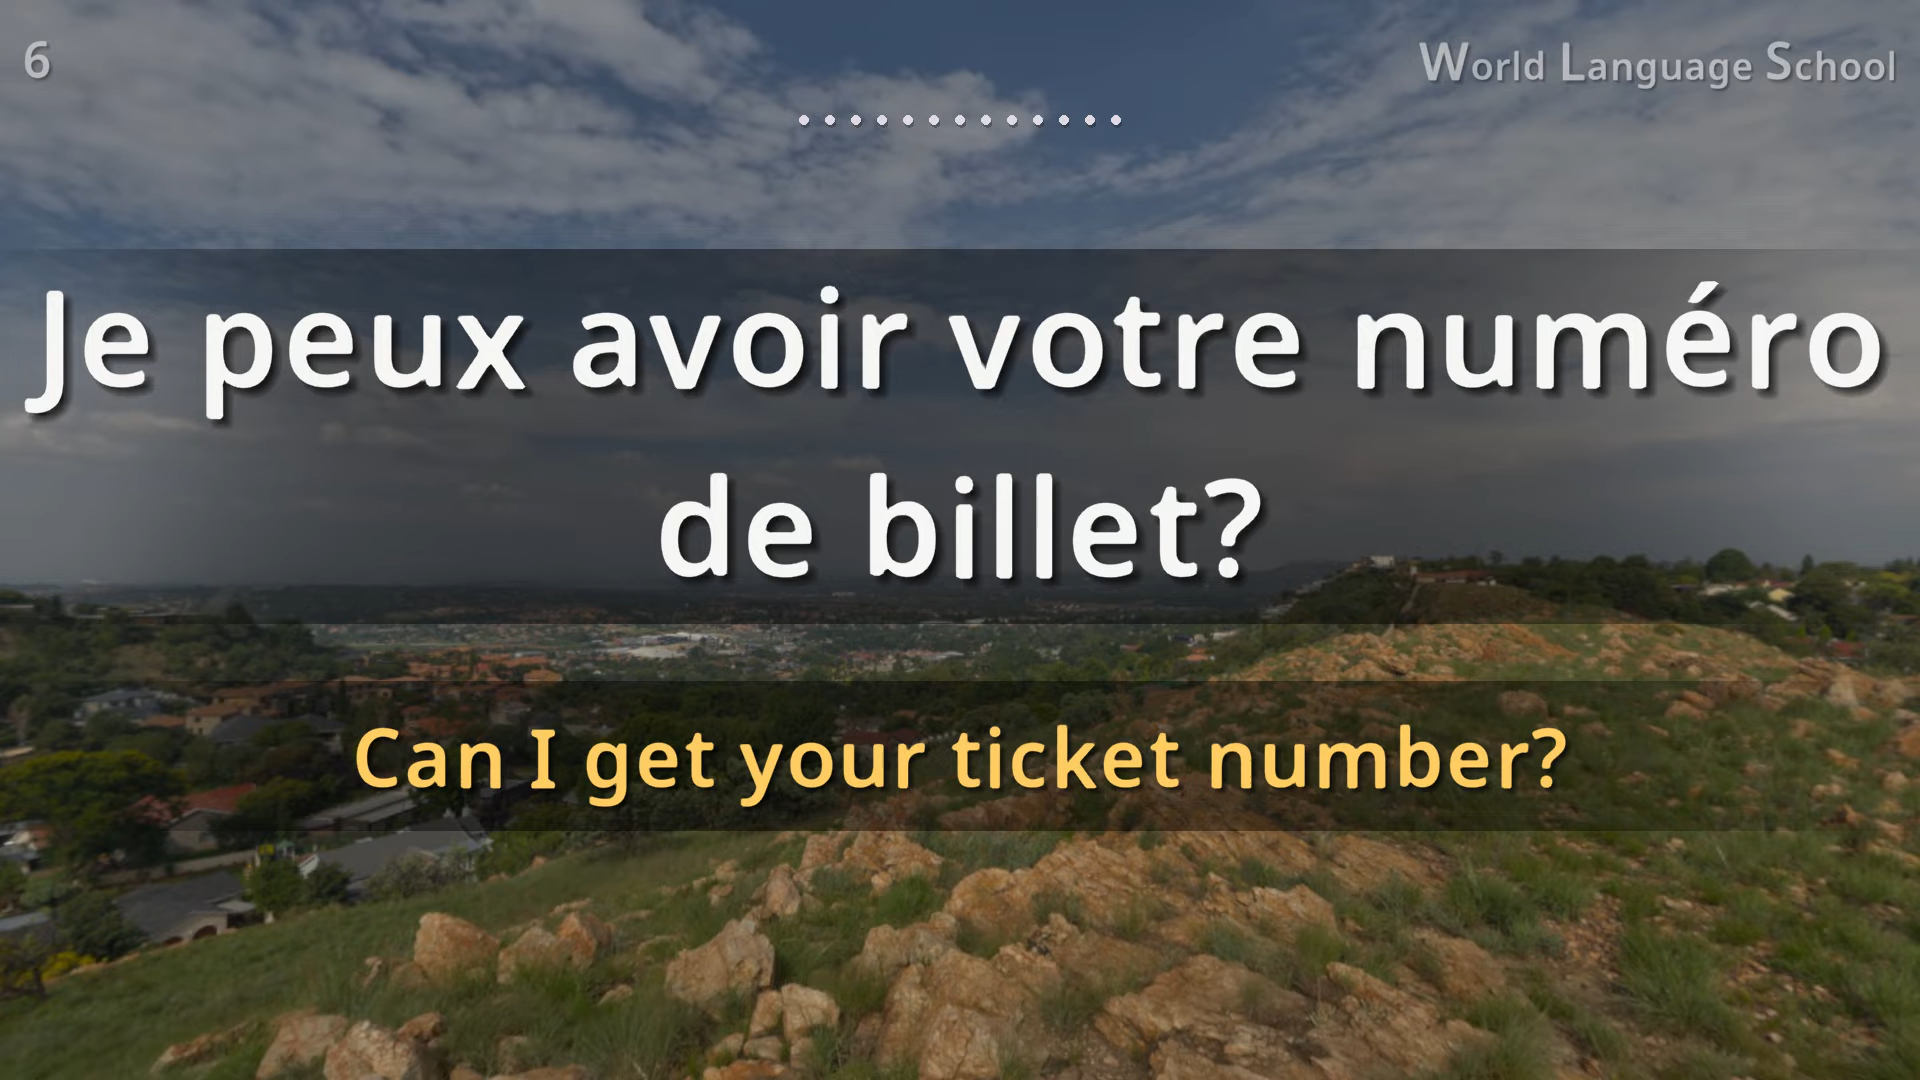 6
World Language School
Je peux avoir votre numéro
de billet?
Can I get your ticket number?